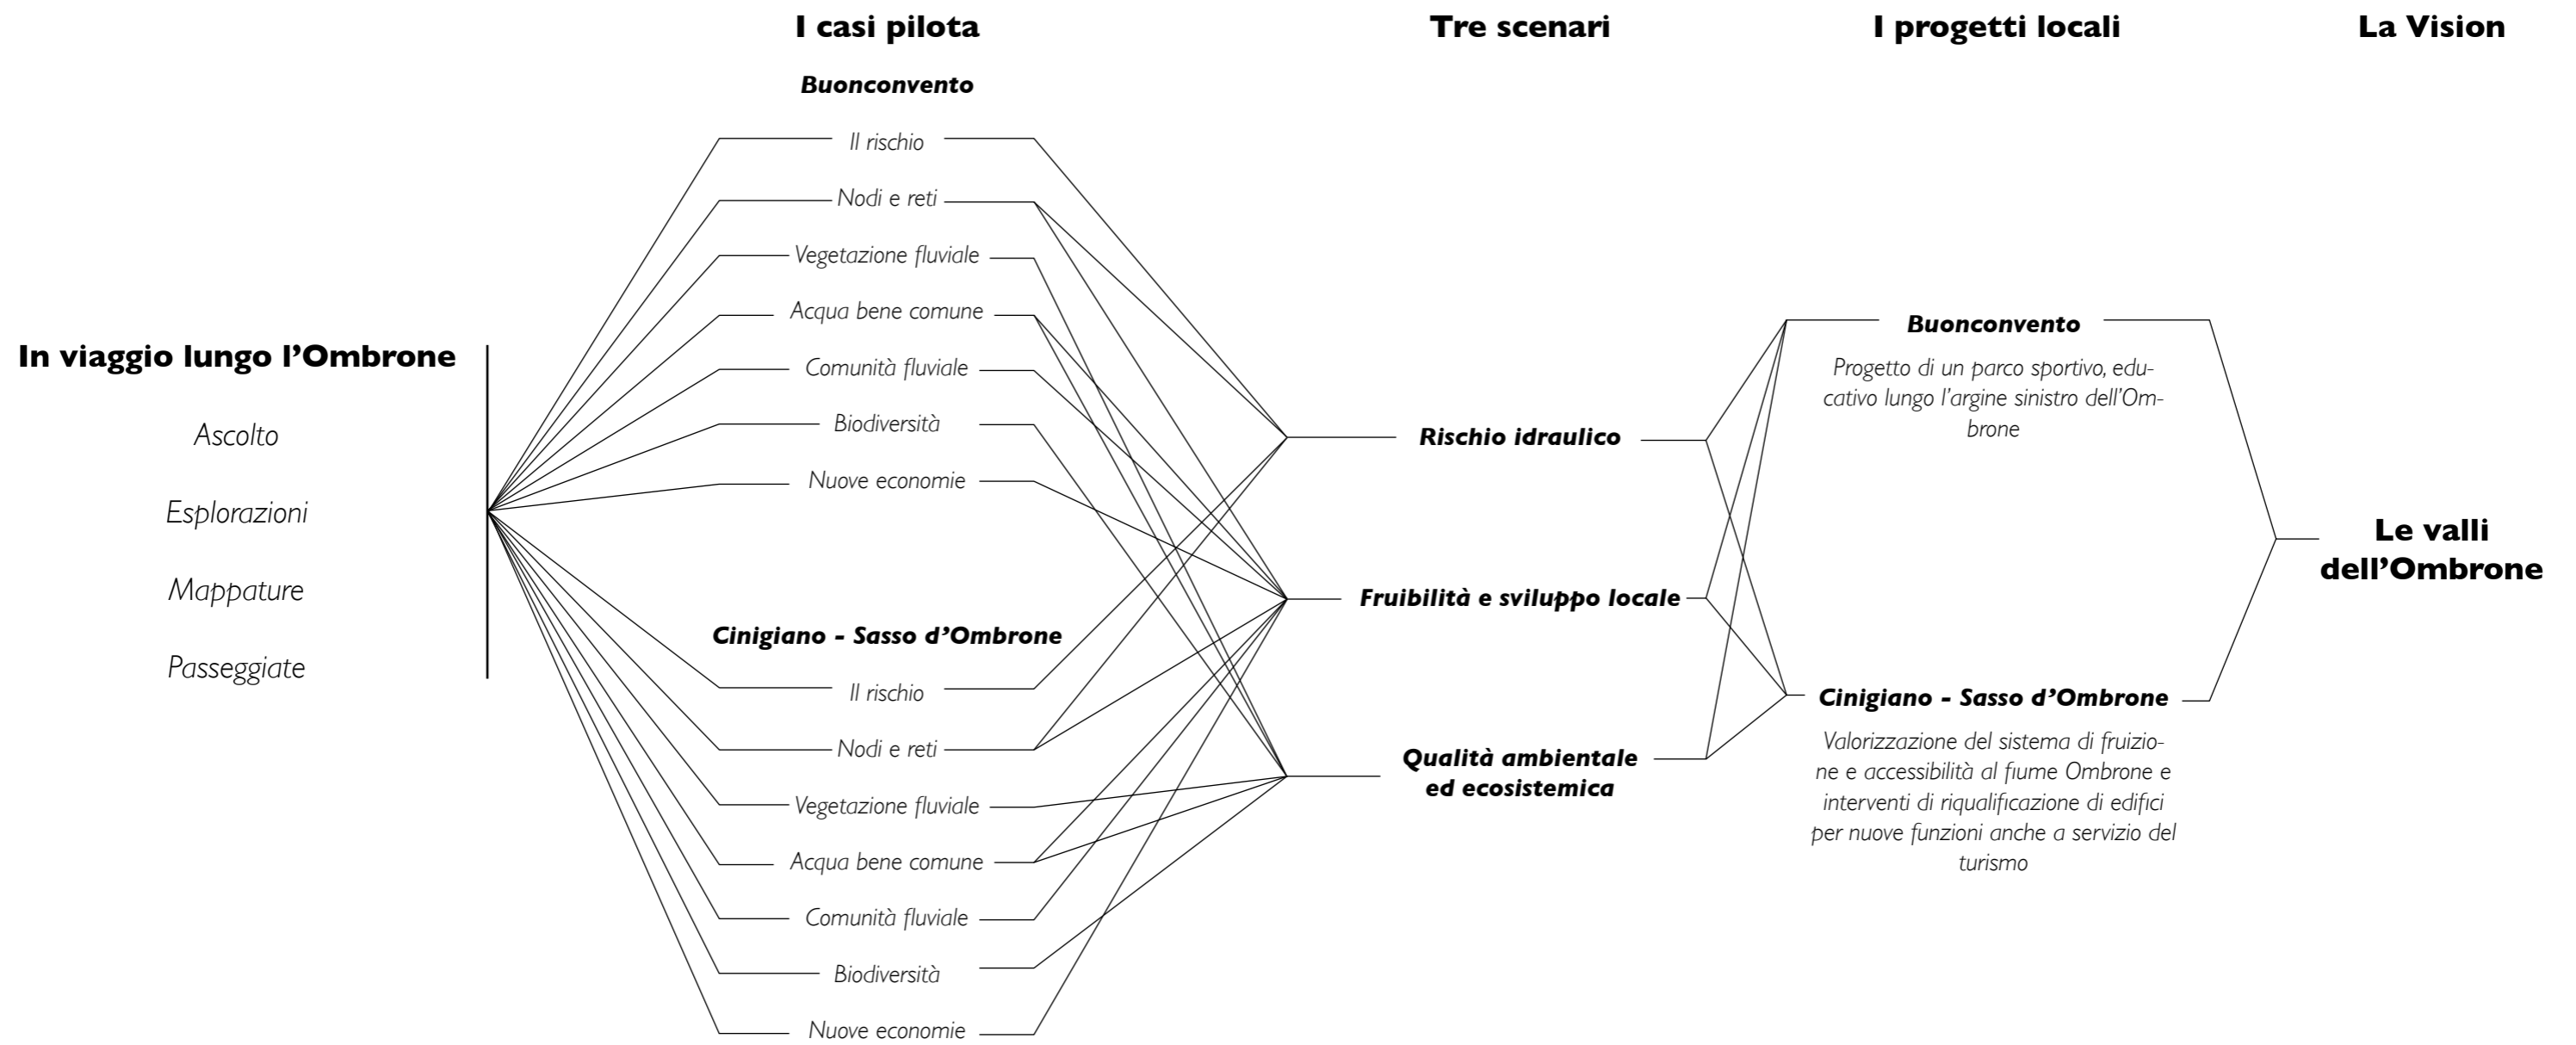 I casi pilota
Tre scenari
I progetti locali
La Vision
In viaggio lungo l’Ombrone
Ascolto
Esplorazioni
Mappature
Passeggiate
Buonconvento
Il rischio
Nodi e reti
Vegetazione fluviale
Acqua bene comune
Comunità fluviale
Biodiversità
Nuove economie
Cinigiano - Sasso d’Ombrone
Il rischio
Nodi e reti
Vegetazione fluviale
Acqua bene comune
Comunità fluviale
Biodiversità
Nuove economie
Rischio idraulico
Fruibilità e sviluppo locale
Qualità ambientale
ed ecosistemica
Buonconvento
Progetto di un parco sportivo, edu-
cativo lungo l’argine sinistro dell’Om-
brone
Cinigiano - Sasso d’Ombrone
Valorizzazione del sistema di fruizio-
ne e accessibilità al fiume Ombrone e
interventi di riqualificazione di edifici
per nuove funzioni anche a servizio del
turismo
Le valli
dell’Ombrone